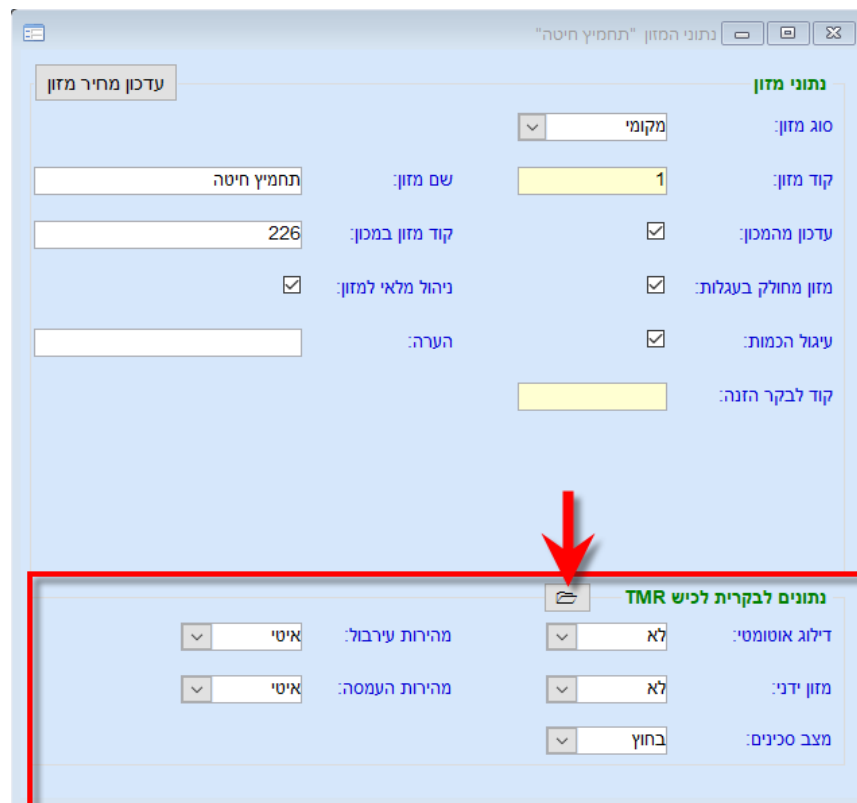 נתוני המזון "תחמיץ חיטה"
נתוני מזון עדכון מחיר מזון
סוג מזון: מקומי
קוד מזון: 1 שם מזון: תחמיץ חיטה
עדכון מהמכון: קוד מזון במכון: 226
מזון מחולק בעגלות: ניהול מלאי למזון:
עיגול הכמות: הערה:
קוד לבקר הזנה:
נתונים לבקרית לכיש TMR
דילוג אוטומטי: לא מהירות עירבול: איטי
מזון ידני: לא מהירות העמסה: איטי
מצב סכינים: בחוץ